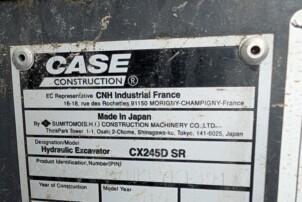 CASE
CONSTRUCTION ®
EC Representative CNH Industrial France
16-18, rue des Rochettes, 91150 MORIGNY-CHAMPIGNY-France
Made In Japan
By SUMITOMO(S.H.I.) CONSTRUCTION MACHINERY CO.,LTD.
ThinkPark Tower 1-1, Osaki 2-Chome, Shinagawa-ku, Tokyo, 141-6025, Japan
Designation/Model
Hydraulic Excavator CX245D SR
Product Identification, Number(PIN)
Year Model Year of